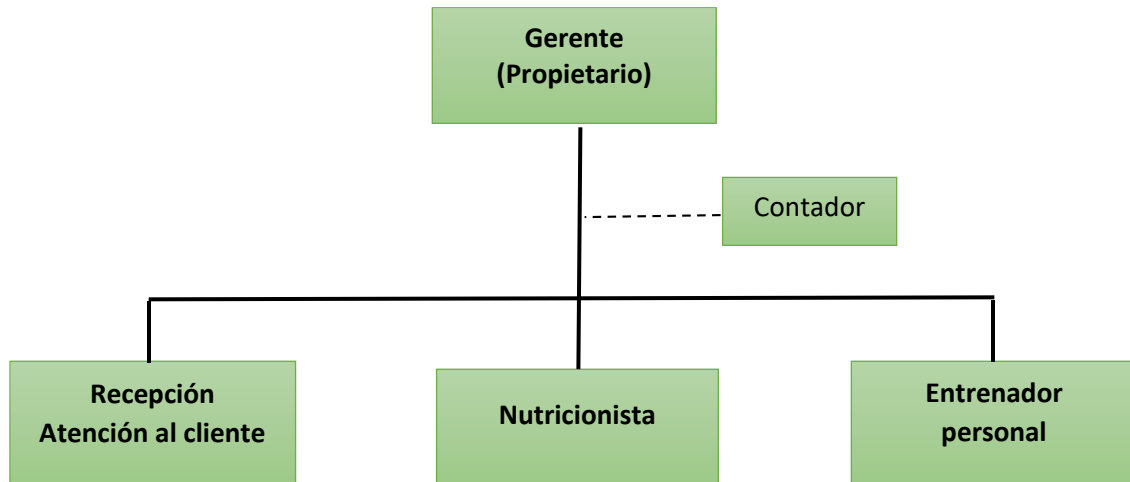 Gerente
(Propietario)
Contador
Recepción
Atención al cliente
Nutricionista
Entrenador
personal